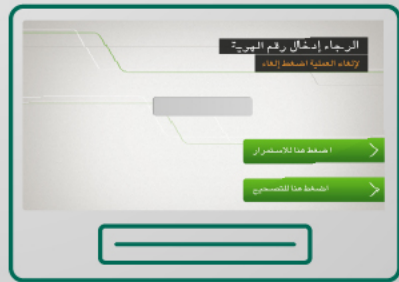 الرجاء إدخال رقم الهوية
لإلغاء العملية اضغط إلغاء
اضغط هنا للاستمرار
اضغط هنا للتصحيح